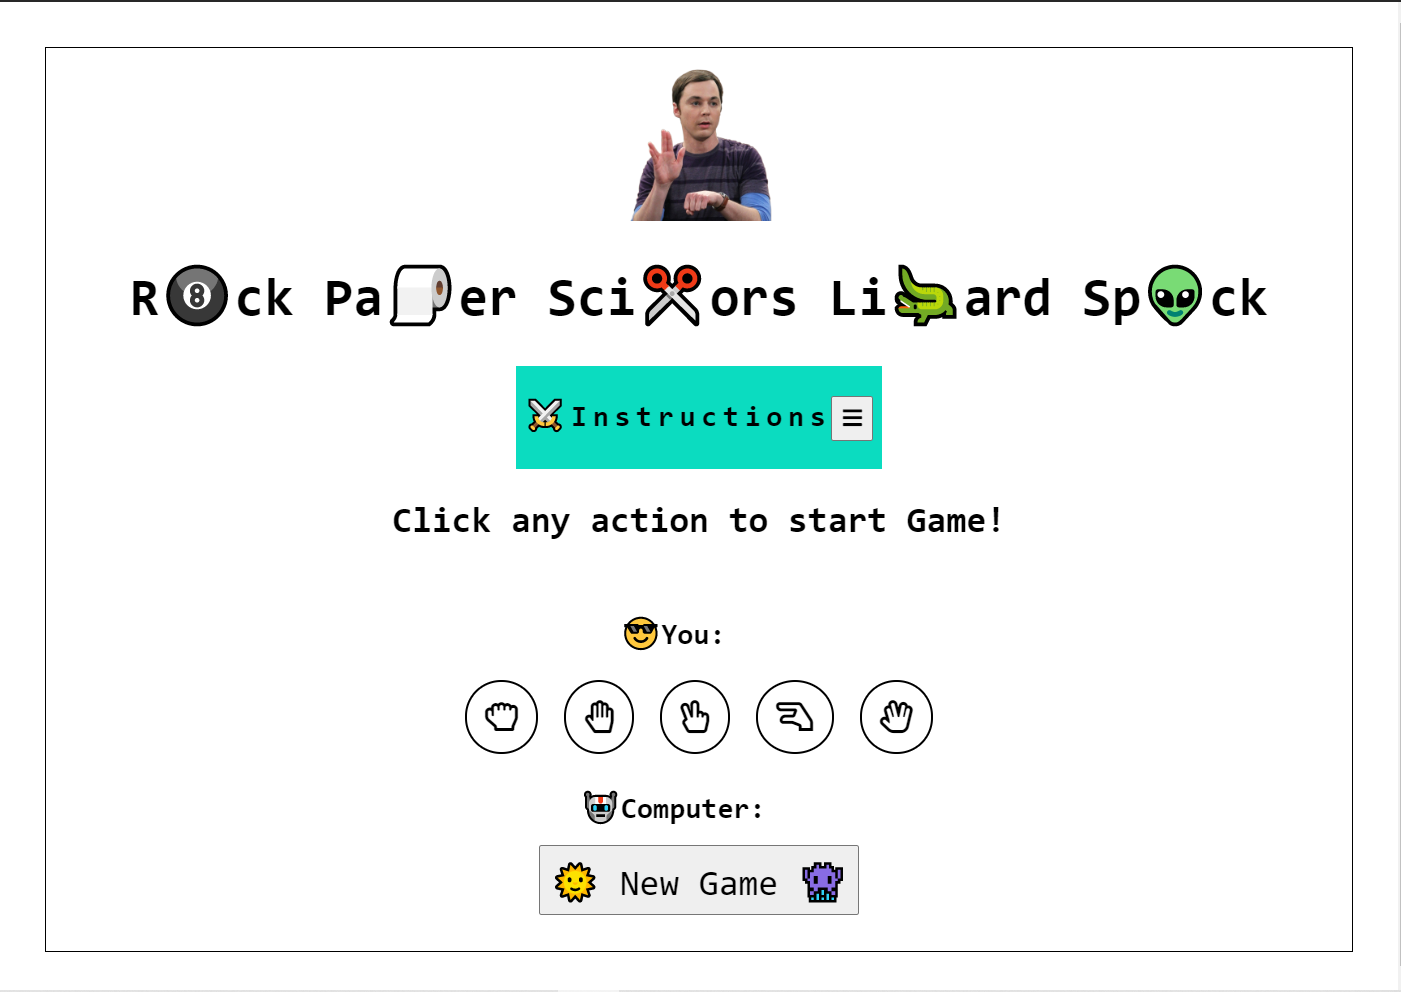 R🎱ck Pa🧻er Sci✂ors Li🐊ard Sp👽ck
⚔Instructions☰
Click any action to start Game!
😎You:
🤖Computer:
🌞 New Game 👾